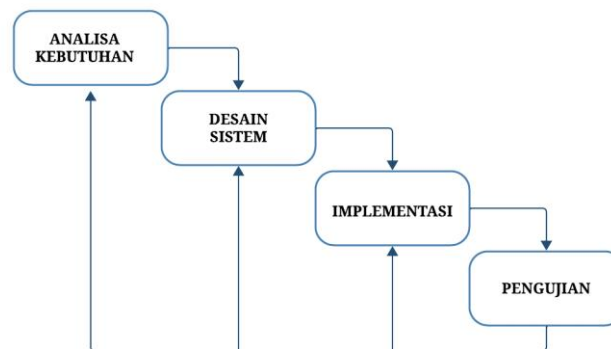 ANALISA
KEBUTUHAN
DESAIN
SISTEM
IMPLEMENTASI
PENGUJIAN